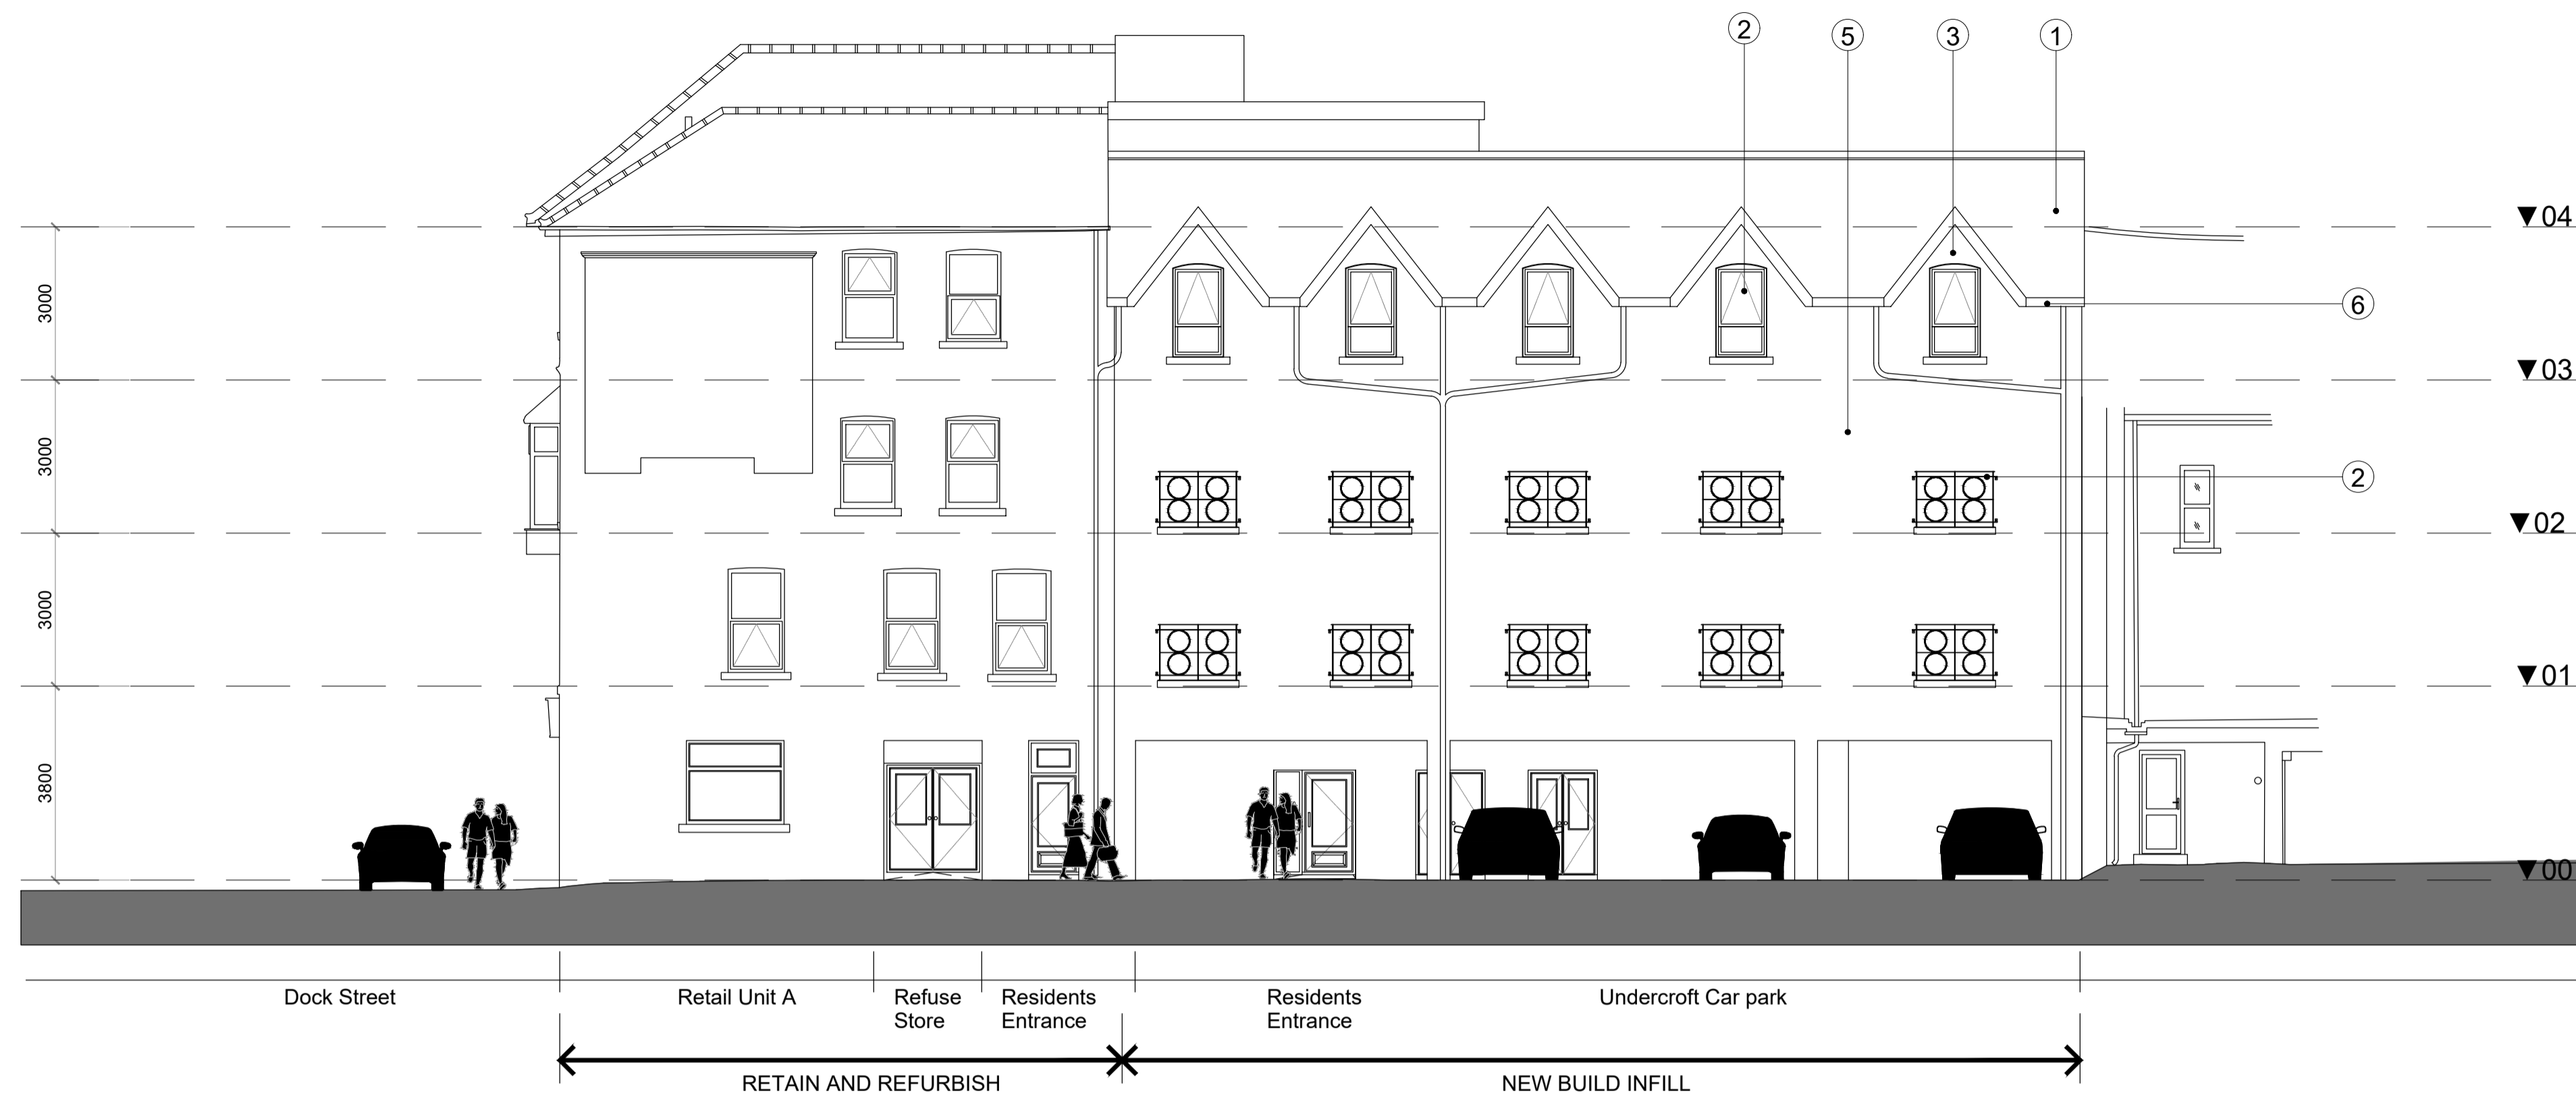 2
5
3
1
▼04
3000
6
▼03
3000
2
▼02
3000
▼01
3800
▼00
Dock Street
Retail Unit A
Refuse
Store
Residents
Entrance
Residents
Entrance
Undercroft Car park
RETAIN AND REFURBISH
NEW BUILD INFILL